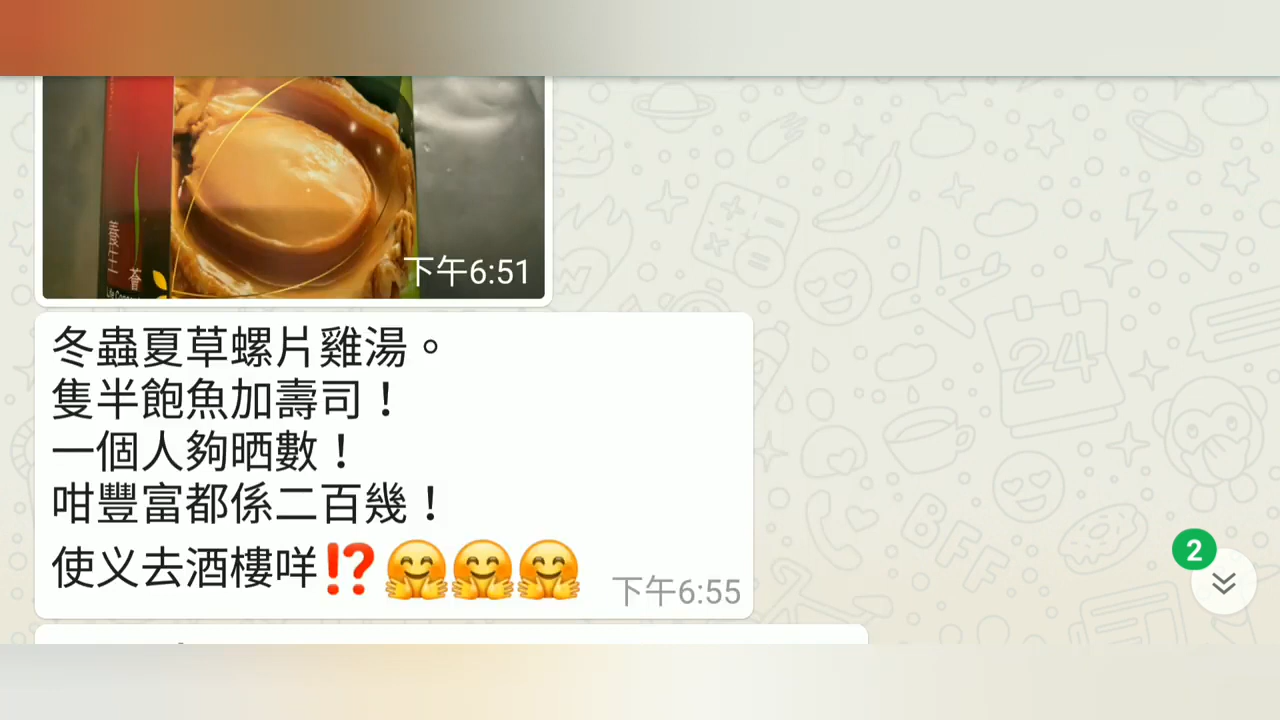 薈
下午6:51
冬蟲夏草螺片雞湯。
隻半飽魚加壽司！
一個人夠晒數！
咁豐富都係二百幾！
使义去酒樓咩⁉️🤗🤗🤗
下午6:55
2